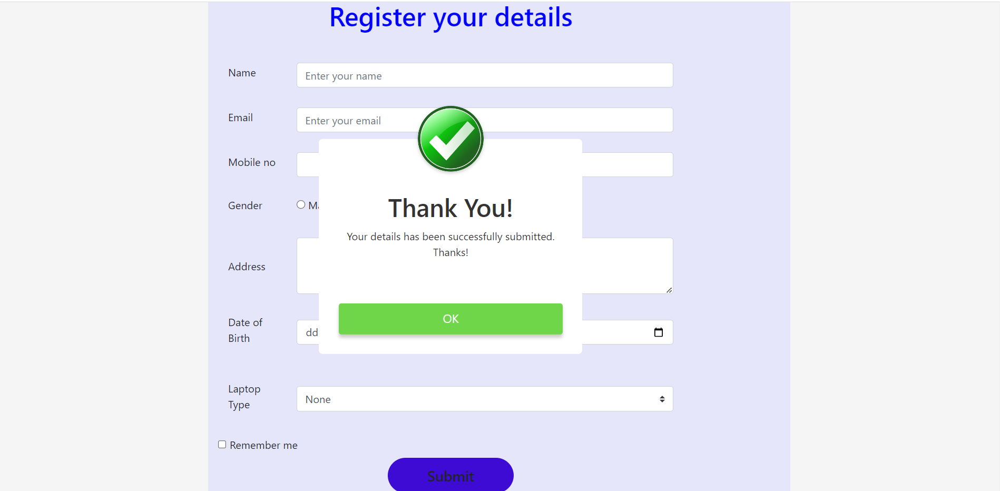 Register your details
Name
Enter your name
Email
Enter your email
Mobile no
Gender
Thank You!
Your details has been successfully submitted.
Thanks!
Address
OK
Date of
Birth
dd
Laptop
Type
None
Remember me
Submit